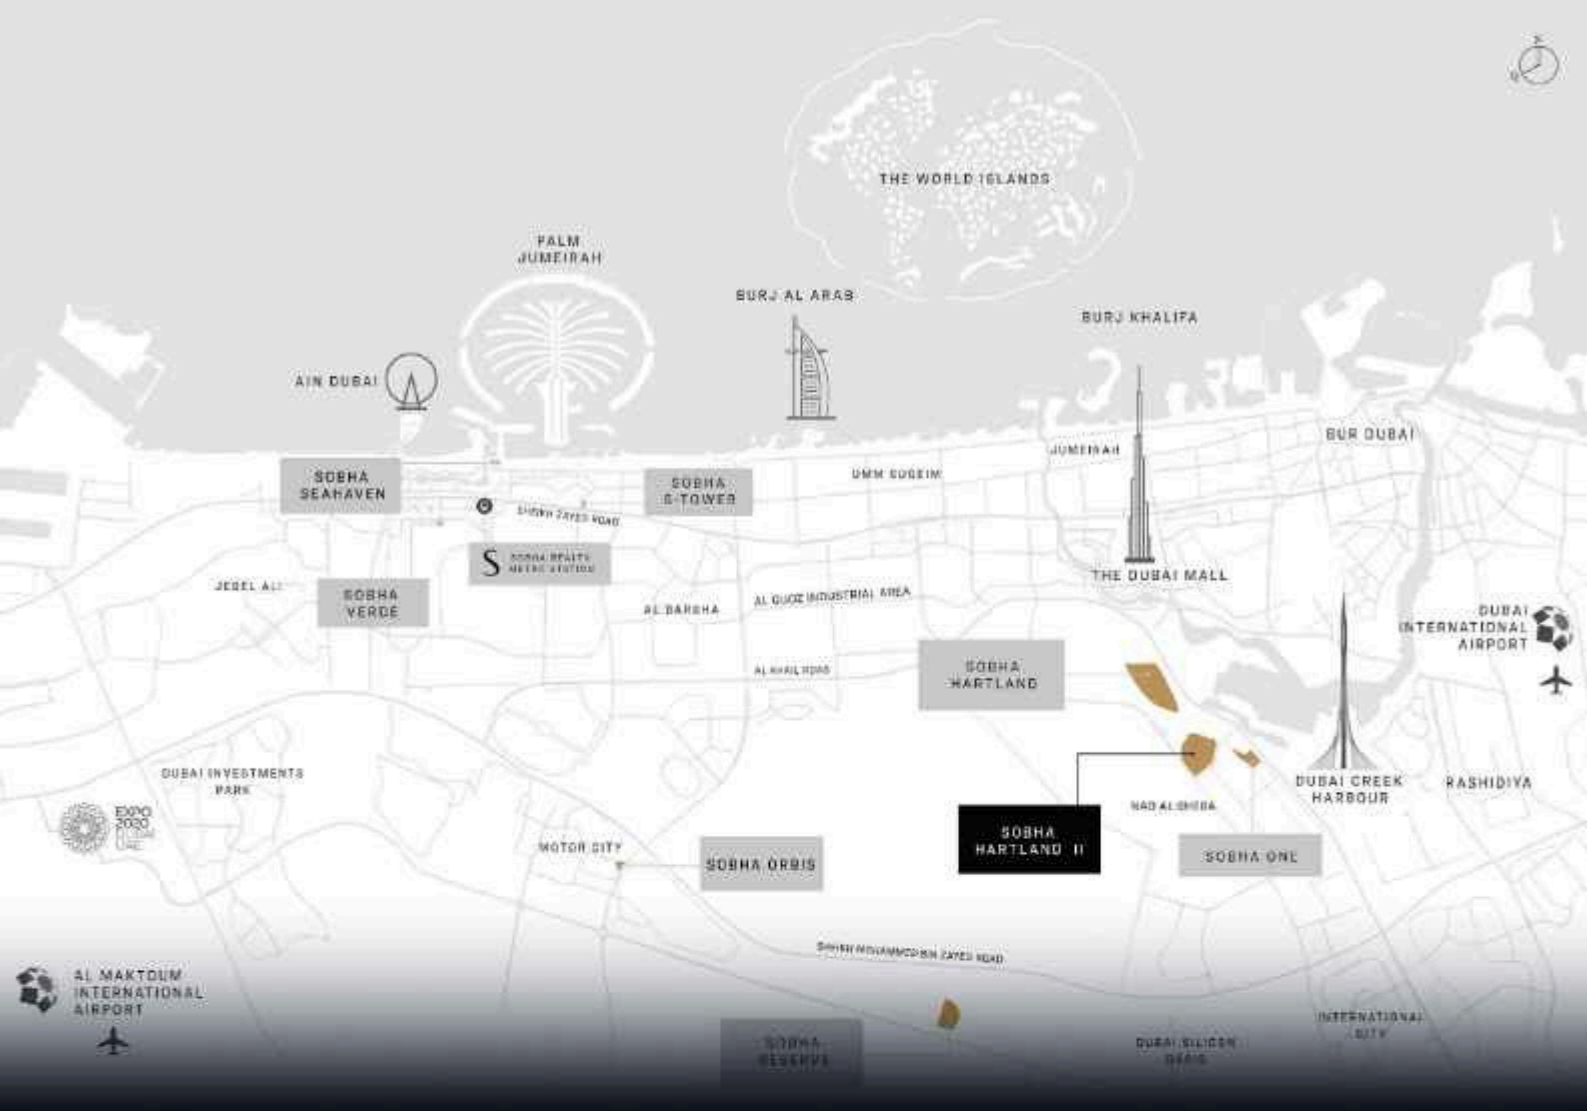 N
THE WORLD ISLANDS
PALM
JUMEIRAH
BURJ AL ARAB
BURJ KHALIFA
AIN DUBAI
BUR DUBAI
JUMEIRAH
UMM SUQEIM
SOBHA
SEAHAVEN
SOBHA
S-TOWER
SHEIKH ZAYED ROAD
S
SOBHA REALTY
METRO STATION
THE DUBAI MALL
JEBEL ALI
SOBHA
VERDE
AL BARSHA
AL QUOZ INDUSTRIAL AREA
DUBAI
INTERNATIONAL
AIRPORT
AL KHAIL ROAD
SOBHA
HARTLAND
DUBAI INVESTMENTS
PARK
DUBAI CREEK
HARBOUR
RASHIDIYA
NAD AL SHEBA
EXPO
2020
DUBAI
UAE
MOTOR CITY
SOBHA ORBIS
SOBHA
HARTLAND II
SOBHA ONE
SHEIKH MOHAMMED BIN ZAYED ROAD
AL MAKTOUM
INTERNATIONAL
AIRPORT
INTERNATIONAL
CITY
SOBHA
RESERVE
DUBAI SILICON
OASIS